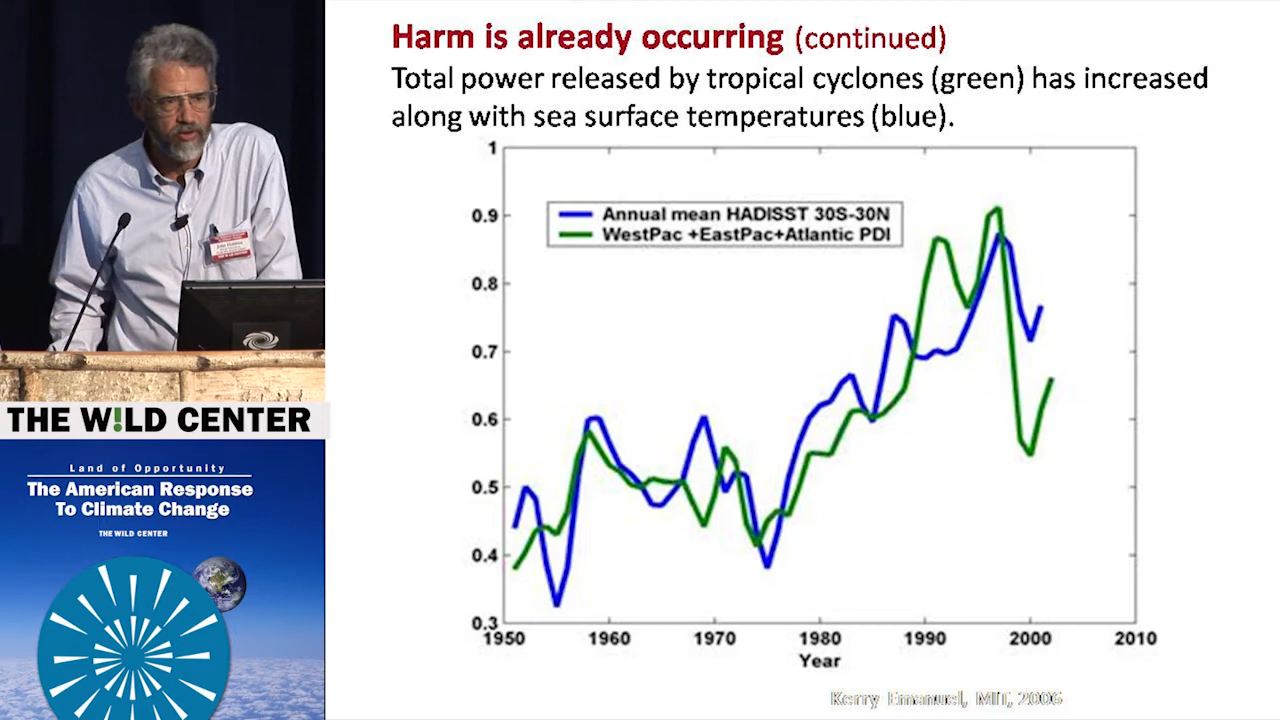 Harm is already occurring (continued)
Total power released by tropical cyclones (green) has increased
along with sea surface temperatures (blue).
1
0.9
0.8
0.7
0.6
0.5
0.4
0.3
Annual mean HADISST 30S-30N
WestPac +EastPac+Atlantic PDI
1950
1960
1970
1980
1990
2000
2010
Year
Kerry Emanuel, MIT, 2006
THE W!LD CENTER
Land of Opportunity
The American Response
To Climate Change
THE WILD CENTER